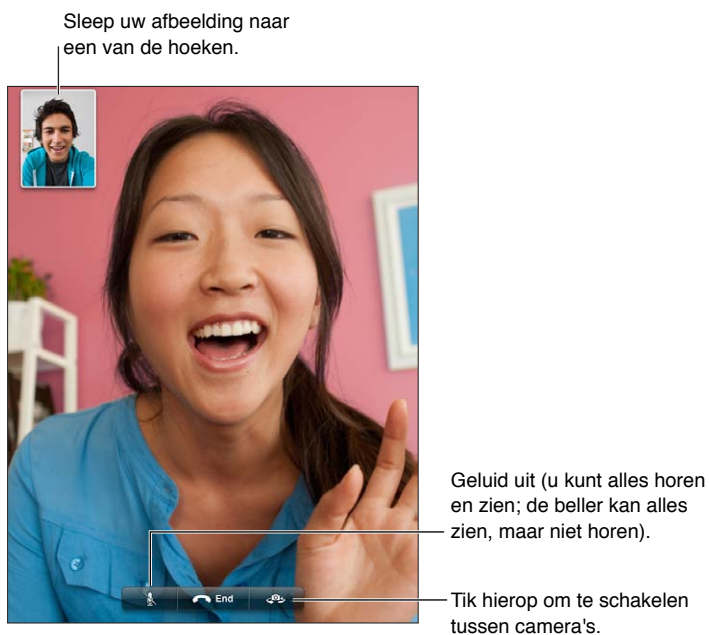 Sleep uw afbeelding naar
een van de hoeken.
Geluid uit (u kunt alles horen
en zien; de beller kan alles
zien, maar niet horen).
End
Tik hierop om te schakelen
tussen camera's.